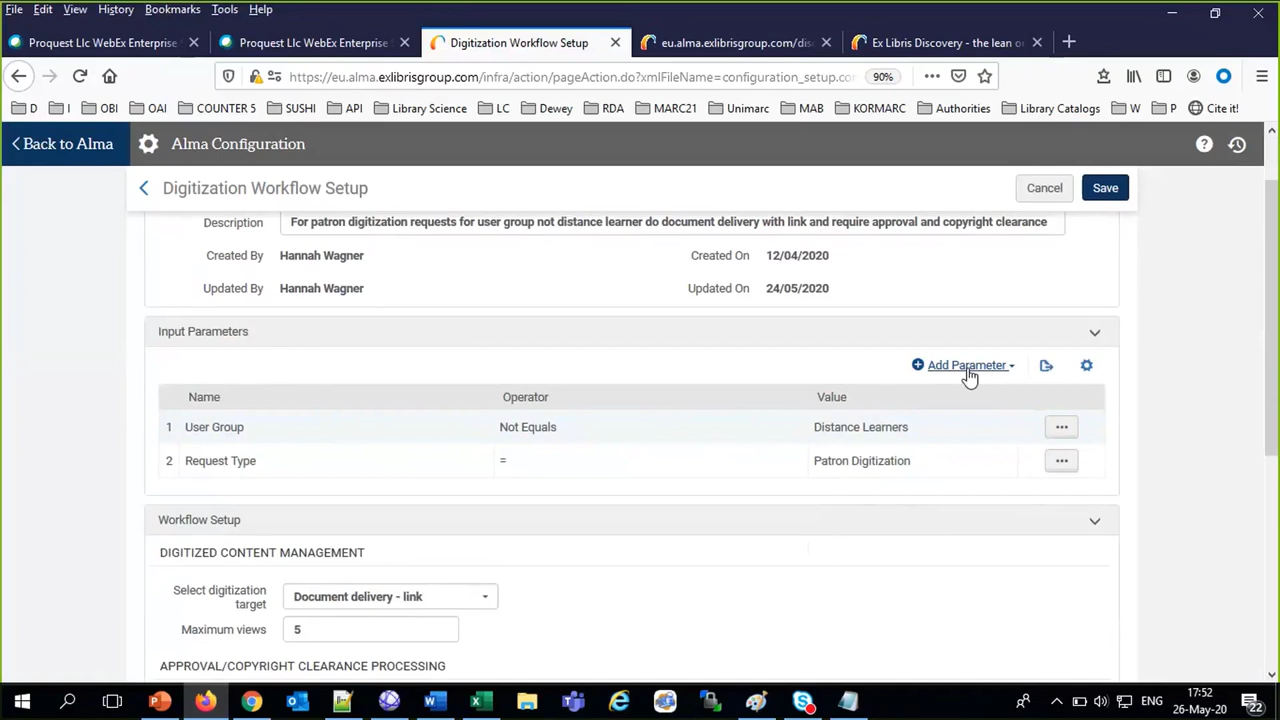 File Edit View History Bookmarks Tools Help
Proquest Llc WebEx Enterprise Proquest Llc WebEx Enterprise Digitization Workflow Setup eu.alma.exlibrisgroup.com/disc Ex Libris Discovery - the lean o
https://eu.alma.exlibrisgroup.com/infra/action/pageAction.do?xmlFileName=configuration_setup.co 90%
D I OBI OAI COUNTER 5 SUSHI API Library Science LC Dewey RDA MARC21 Unimarc MAB KORMARC Authorities Library Catalogs W P Cite it!
Back to Alma Alma Configuration
Digitization Workflow Setup Cancel Save
Description For patron digitization requests for user group not distance learner do document delivery with link and require approval and copyright clearance
Created By Hannah Wagner Created On 12/04/2020
Updated By Hannah Wagner Updated On 24/05/2020
Input Parameters
Add Parameter
Name Operator Value
1 User Group Not Equals Distance Learners
2 Request Type = Patron Digitization
Workflow Setup
DIGITIZED CONTENT MANAGEMENT
Select digitization
target Document delivery - link
Maximum views 5
APPROVAL/COPYRIGHT CLEARANCE PROCESSING
ENG 17:52
26-May-20 22